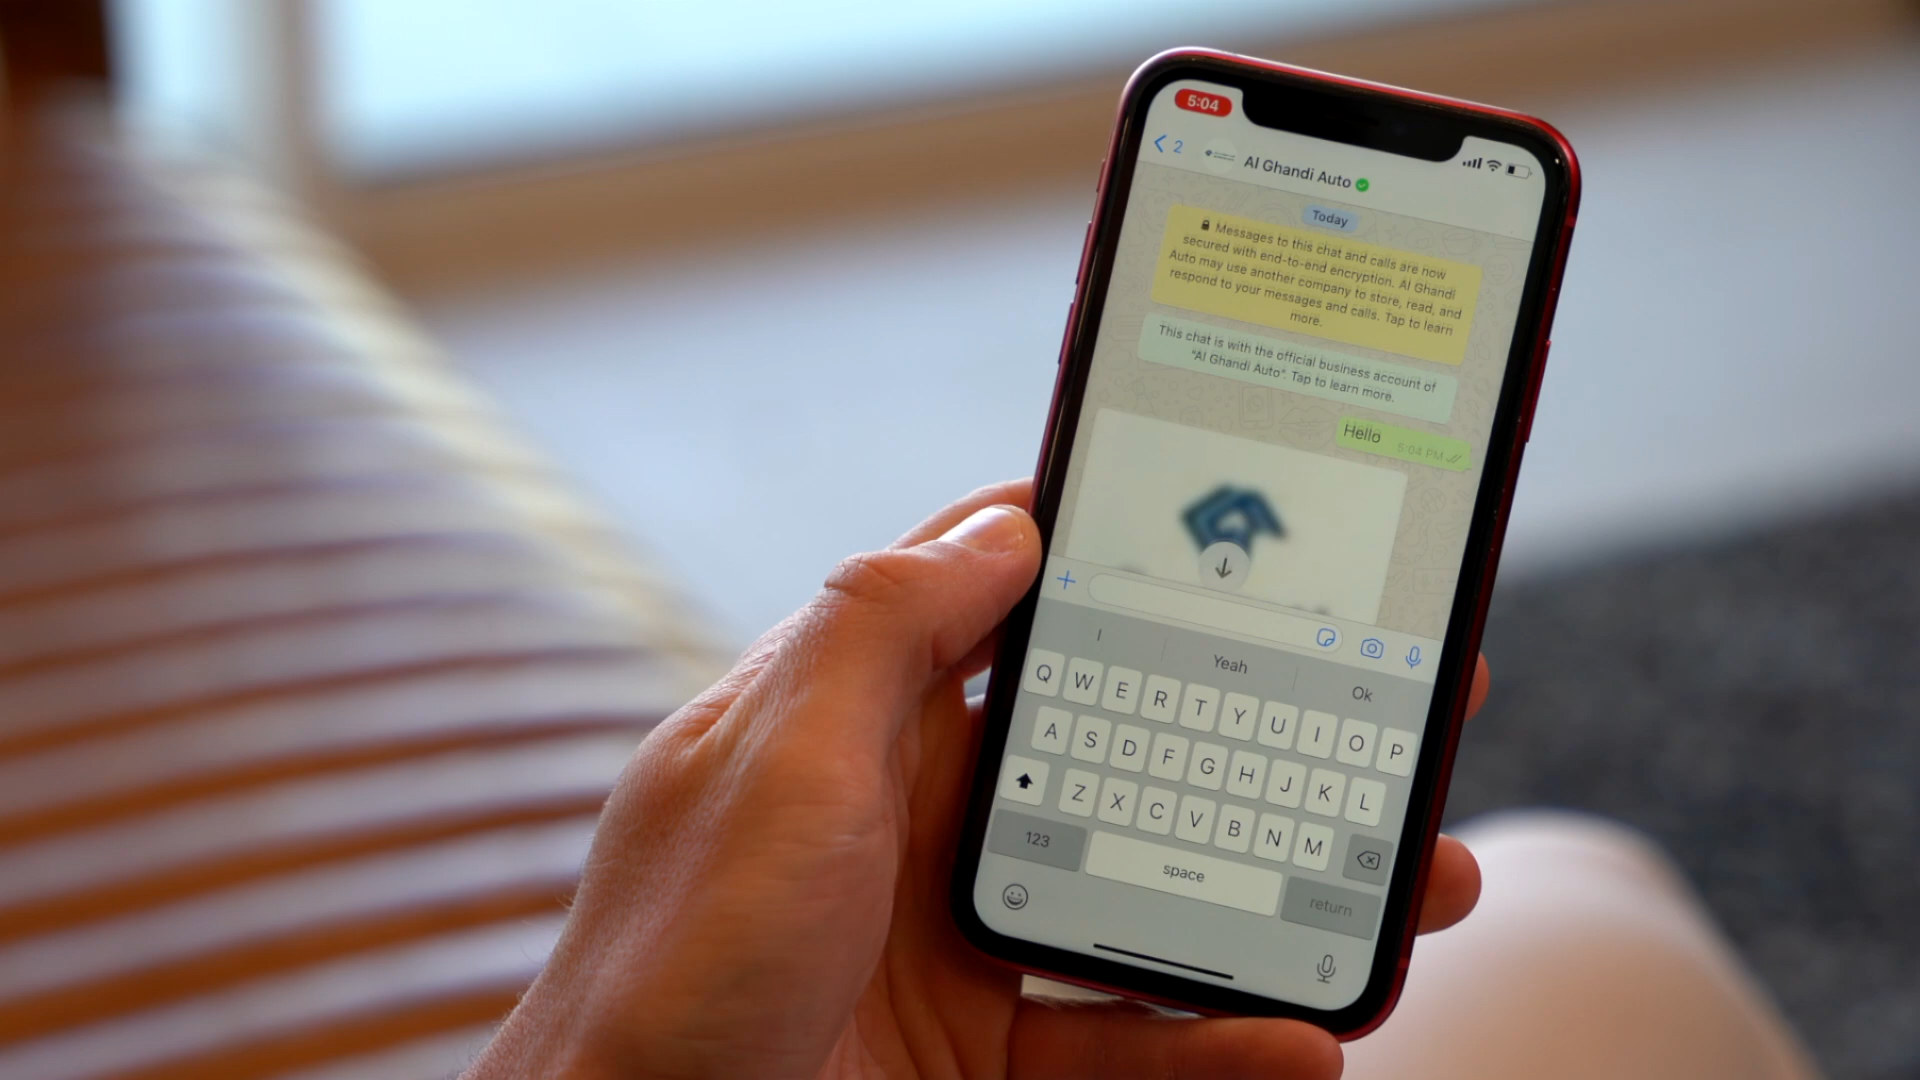 5:04
2
Al Ghandi Auto
Today
Messages to this chat and calls are now
secured with end-to-end encryption. Al Ghandi
Auto may use another company to store, read, and
respond to your messages and calls. Tap to learn
more.
This chat is with the official business account of
"Al Ghandi Auto". Tap to learn more.
Hello
5:04 PM
I Yeah Ok
Q W E R T Y U I O P
A S D F G H J K L
Z X C V B N M
123 space return